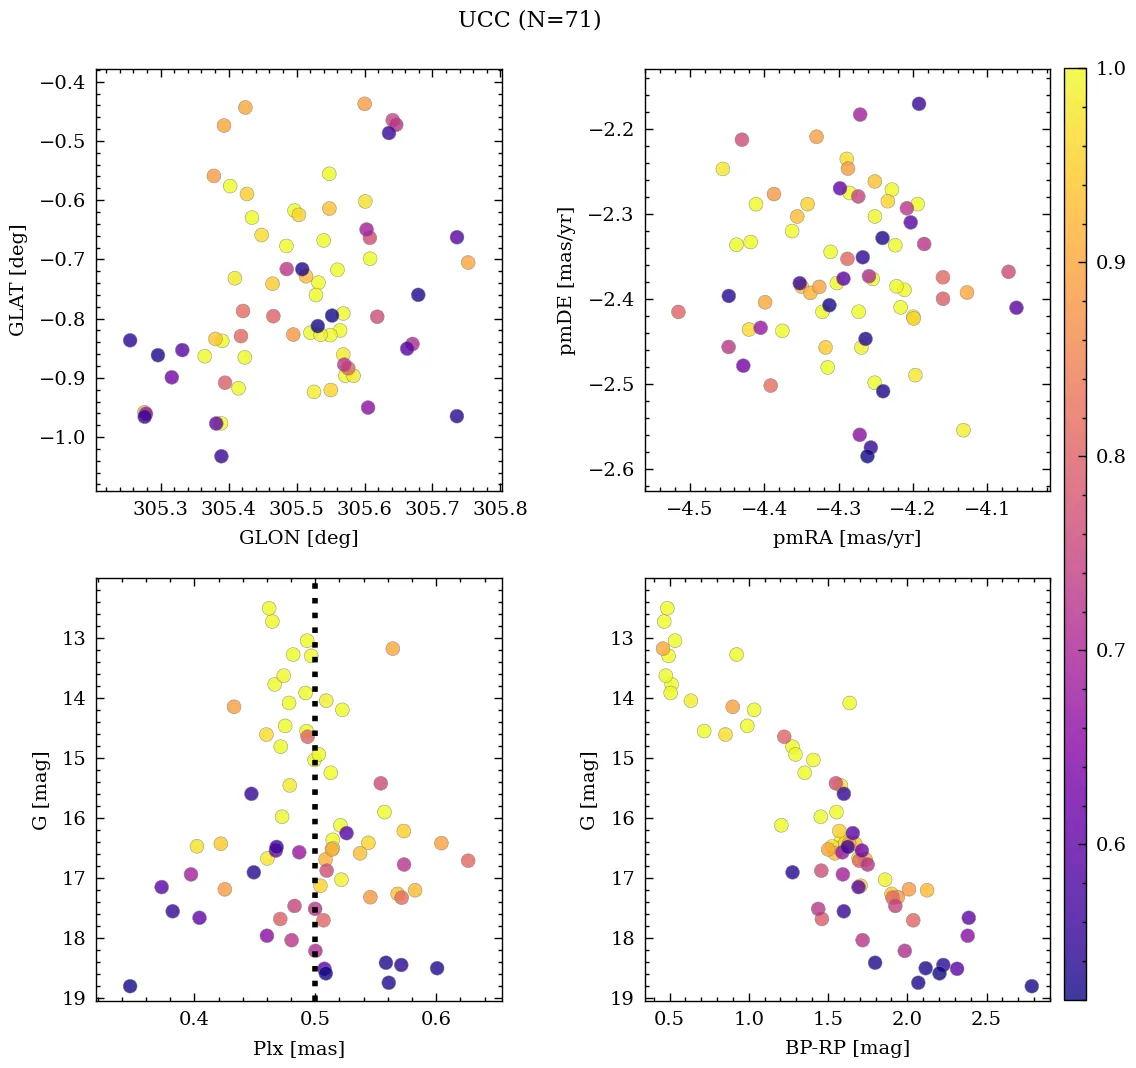 UCC (N=71)
−0.4
−0.5
−0.6
−0.7
−0.8
−0.9
−1.0
GLAT [deg]
305.3 305.4 305.5 305.6 305.7 305.8
GLON [deg]
−2.2
−2.3
−2.4
−2.5
−2.6
pmDE [mas/yr]
−4.5 −4.4 −4.3 −4.2 −4.1
pmRA [mas/yr]
1.0
0.9
0.8
0.7
0.6
13
14
15
16
17
18
19
G [mag]
0.4 0.5 0.6
Plx [mas]
13
14
15
16
17
18
19
G [mag]
0.5 1.0 1.5 2.0 2.5
BP-RP [mag]